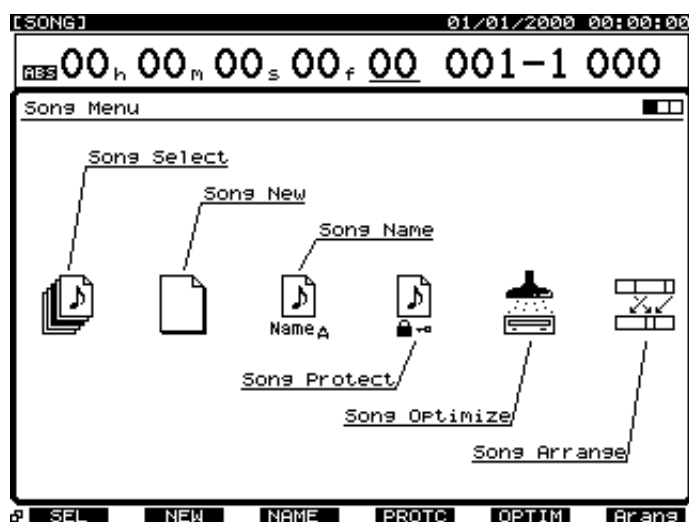 [SONG] 01/01/2000 00:00:00
ABS 00h 00m 00s 00f 00 001-1 000
Song Menu
Song Select
Song New
Song Name
Name A
Song Protect
Song Optimize
Song Arrange
SEL NEW NAME PROTC OPTIM Arang